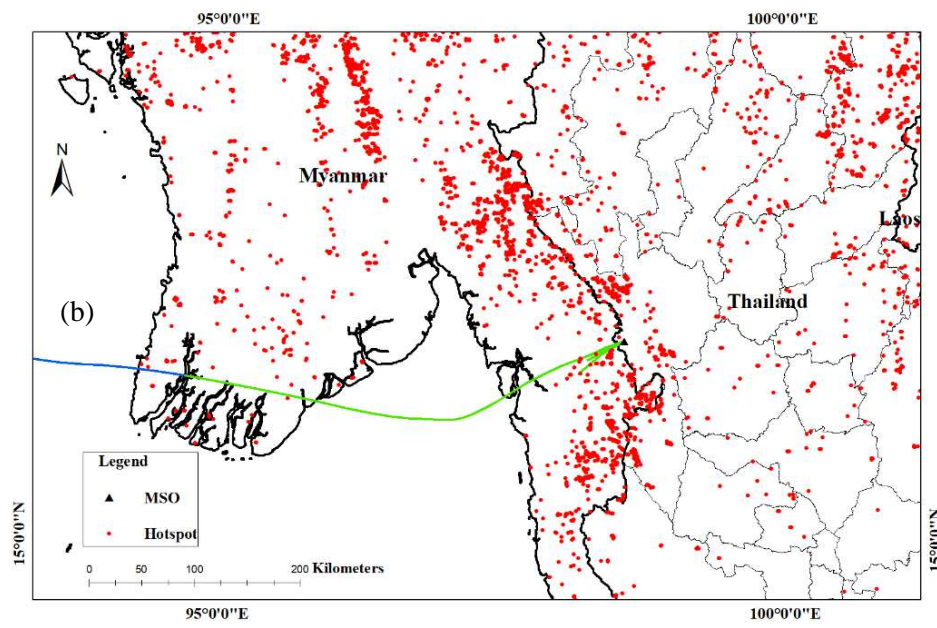 95°0'0"E 100°0'0"E
N
Myanmar
Laos
(b)
Thailand
Legend
MSO
Hotspot
15°0'0"N 15°0'0"N
0 50 100 200 Kilometers
95°0'0"E 100°0'0"E